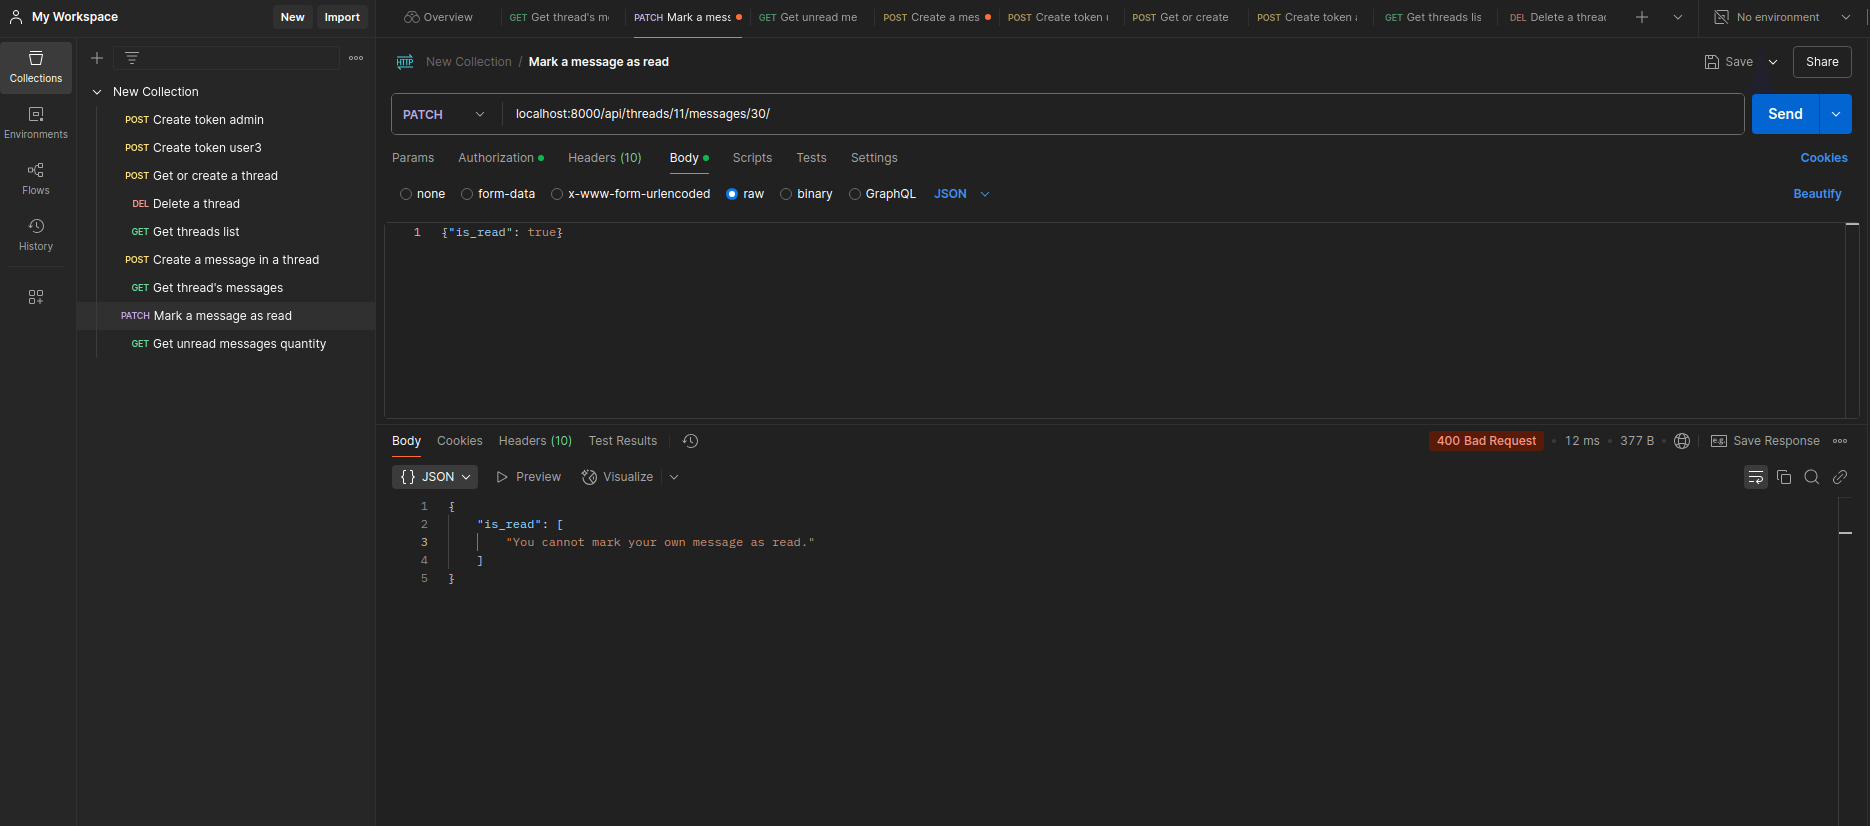 My Workspace
New
Import
Overview
GET Get thread's m
PATCH Mark a mess
GET Get unread me
POST Create a mes
POST Create token
POST Get or create
POST Create token
GET Get threads lis
DEL Delete a threa
No environment
Collections
Environments
Flows
History
New Collection
POST Create token admin
POST Create token user3
POST Get or create a thread
DEL Delete a thread
GET Get threads list
POST Create a message in a thread
GET Get thread's messages
PATCH Mark a message as read
GET Get unread messages quantity
HTTP New Collection / Mark a message as read
Save
Share
PATCH localhost:8000/api/threads/11/messages/30/
Send
Params Authorization Headers (10) Body Scripts Tests Settings
Cookies
none form-data x-www-form-urlencoded raw binary GraphQL JSON
Beautify
1 {"is_read": true}
Body Cookies Headers (10) Test Results
400 Bad Request • 12 ms • 377 B •
e.g. Save Response
{} JSON Preview Visualize
1 {
2 "is_read": [
3 "You cannot mark your own message as read."
4 ]
5 }